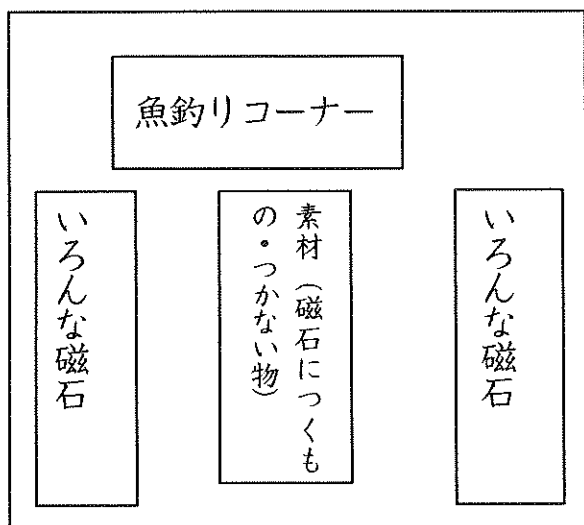 魚釣りコーナー
いろんな磁石
素材（磁石につくも
の・つかない物）
いろんな磁石